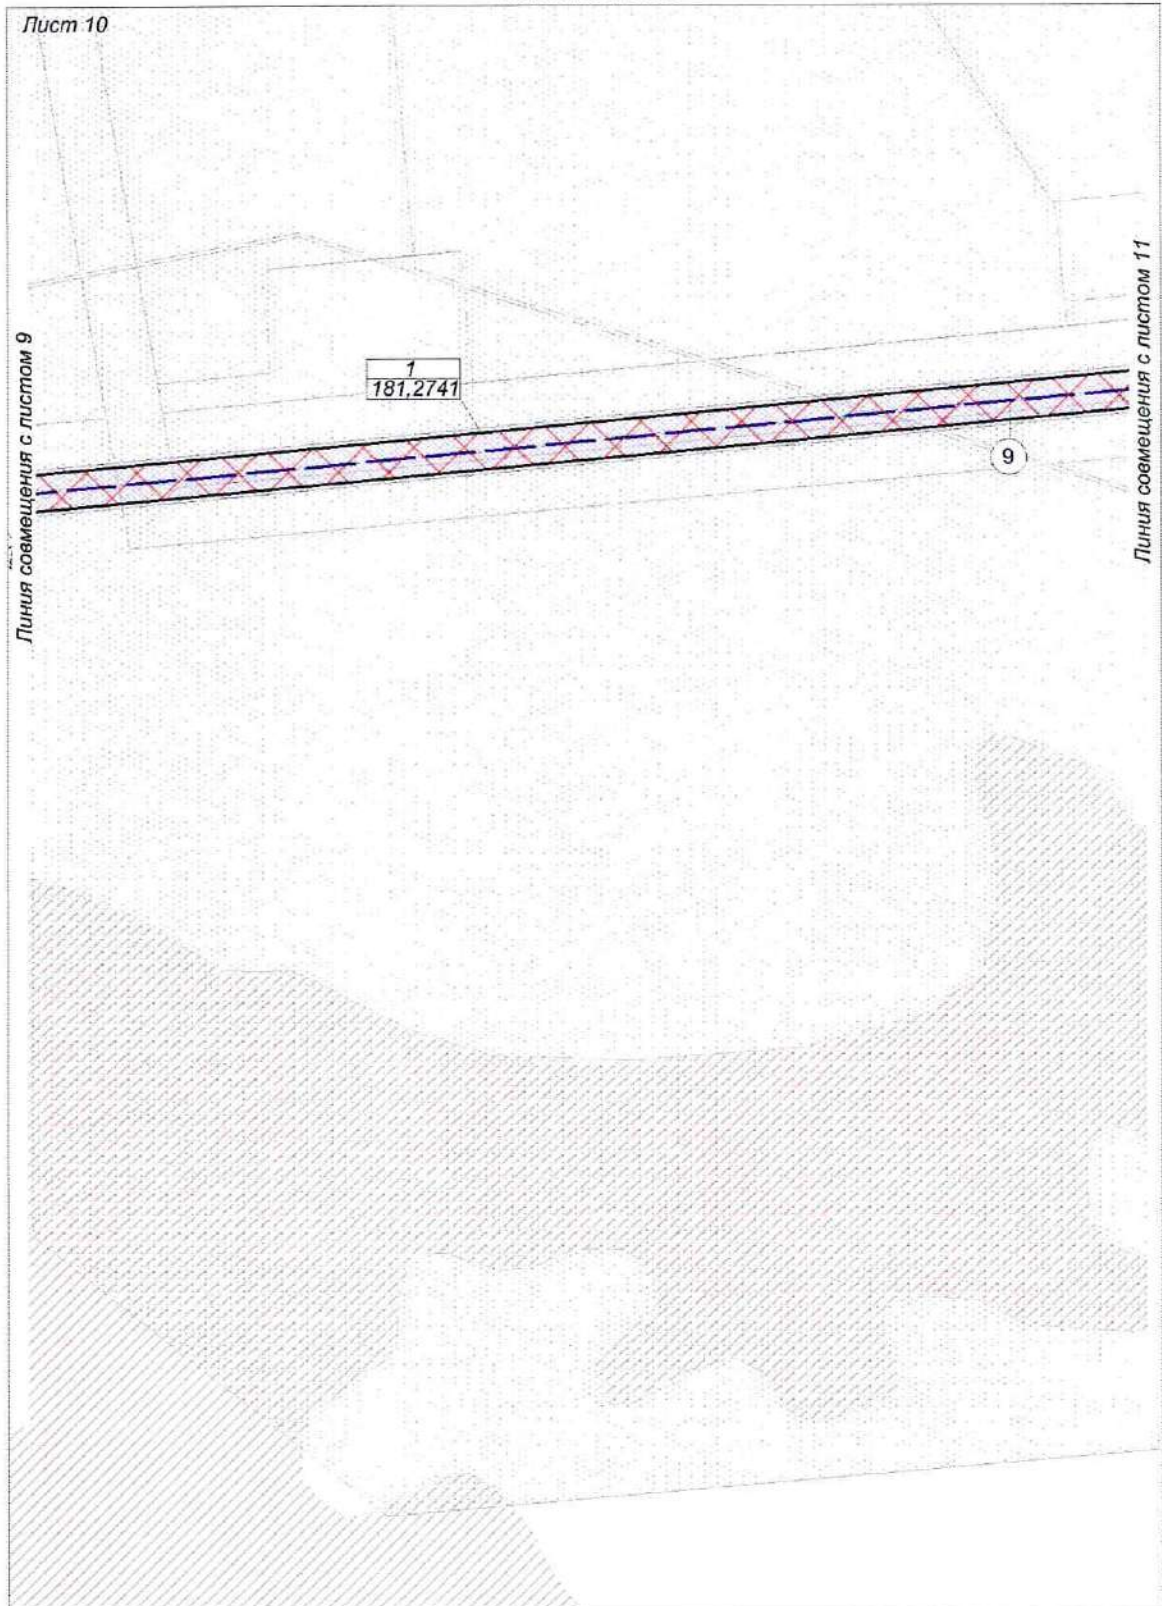 Лист 10
Линия совмещения с листом 9
1
181,2741
9
Линия совмещения с листом 11